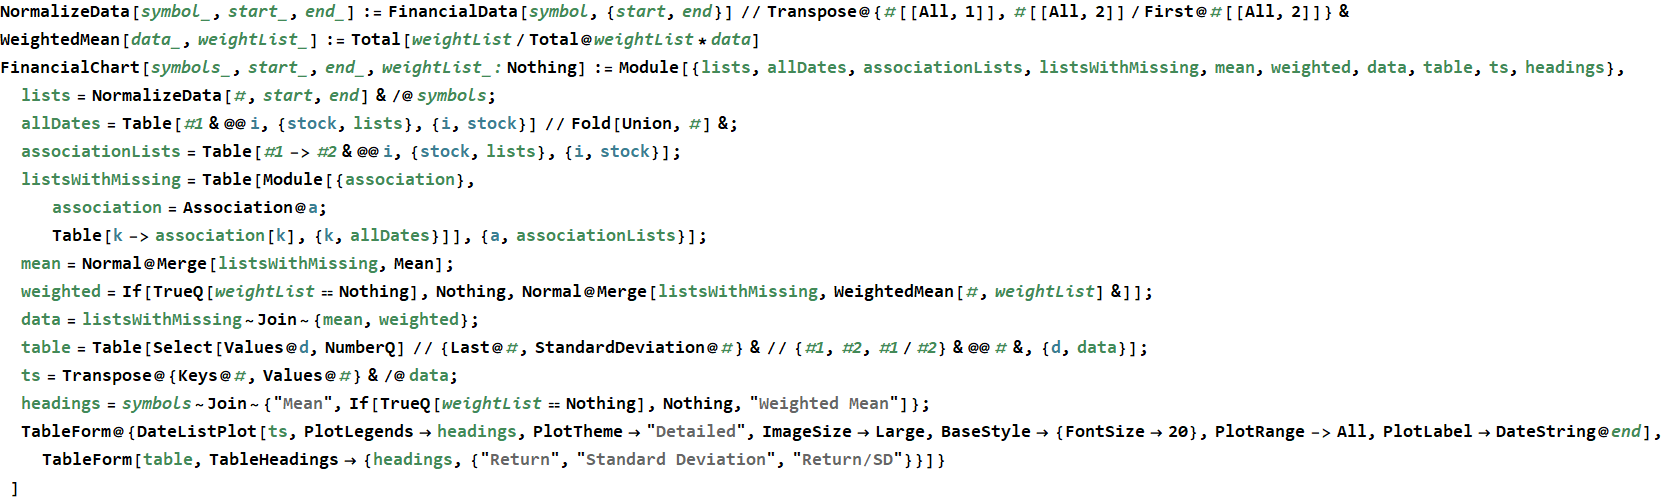 NormalizeData[symbol_, start_, end_] := FinancialData[symbol, {start, end}] // Transpose@{#[[All, 1]], #[[All, 2]] / First@#[[All, 2]]} &
WeightedMean[data_, weightList_] := Total[weightList / Total@weightList * data]
FinancialChart[symbols_, start_, end_, weightList_: Nothing] := Module[{lists, allDates, associationLists, listsWithMissing, mean, weighted, data, table, ts, headings},
lists = NormalizeData[#, start, end] & /@ symbols;
allDates = Table[#1 & @@ i, {stock, lists}, {i, stock}] // Fold[Union, #] &;
associationLists = Table[#1 -> #2 & @@ i, {stock, lists}, {i, stock}];
listsWithMissing = Table[Module[{association},
association = Association@a;
Table[k -> association[k], {k, allDates}]], {a, associationLists}];
mean = Normal@Merge[listsWithMissing, Mean];
weighted = If[TrueQ[weightList == Nothing], Nothing, Normal@Merge[listsWithMissing, WeightedMean[#, weightList] &]];
data = listsWithMissing ~ Join ~ {mean, weighted};
table = Table[Select[Values@d, NumberQ] // {Last@#, StandardDeviation@#} & // {#1, #2, #1 / #2} & @@ # &, {d, data}];
ts = Transpose@{Keys@#, Values@#} & /@ data;
headings = symbols ~ Join ~ {"Mean", If[TrueQ[weightList == Nothing], Nothing, "Weighted Mean"]};
TableForm@{DateListPlot[ts, PlotLegends → headings, PlotTheme → "Detailed", ImageSize → Large, BaseStyle → {FontSize → 20}, PlotRange -> All, PlotLabel → DateString@end],
TableForm[table, TableHeadings → {headings, {"Return", "Standard Deviation", "Return/SD"}}]}
]